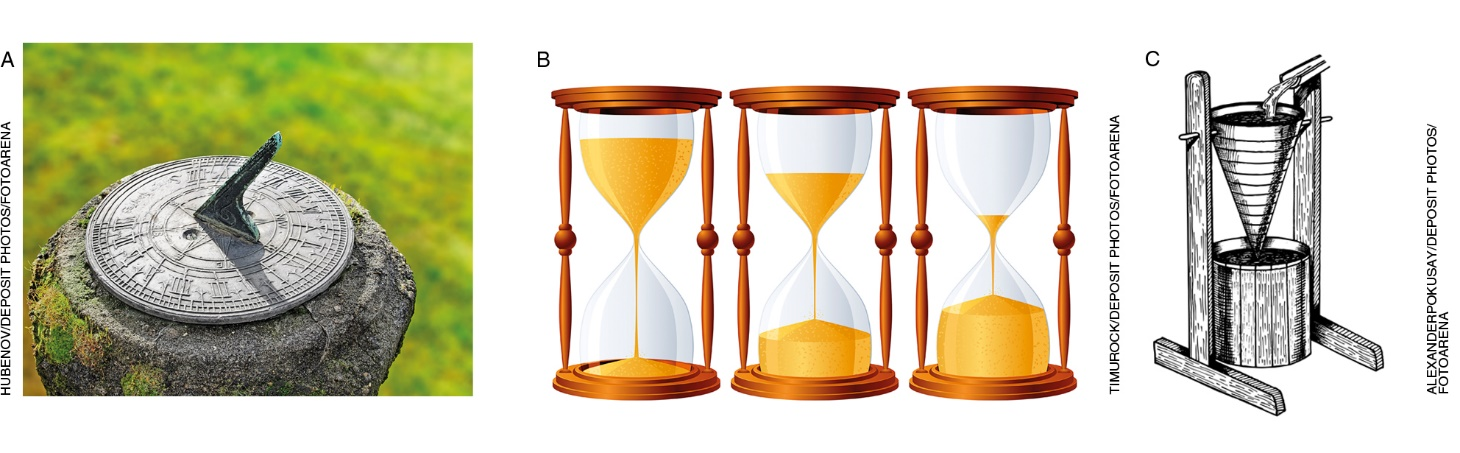 A
HUBENOV/DEPOSIT PHOTOS/FOTOARENA
B
TIMUROCK/DEPOSIT PHOTOS/FOTOARENA
C
ALEXANDERPOKUSAY/DEPOSIT PHOTOS/
FOTOARENA